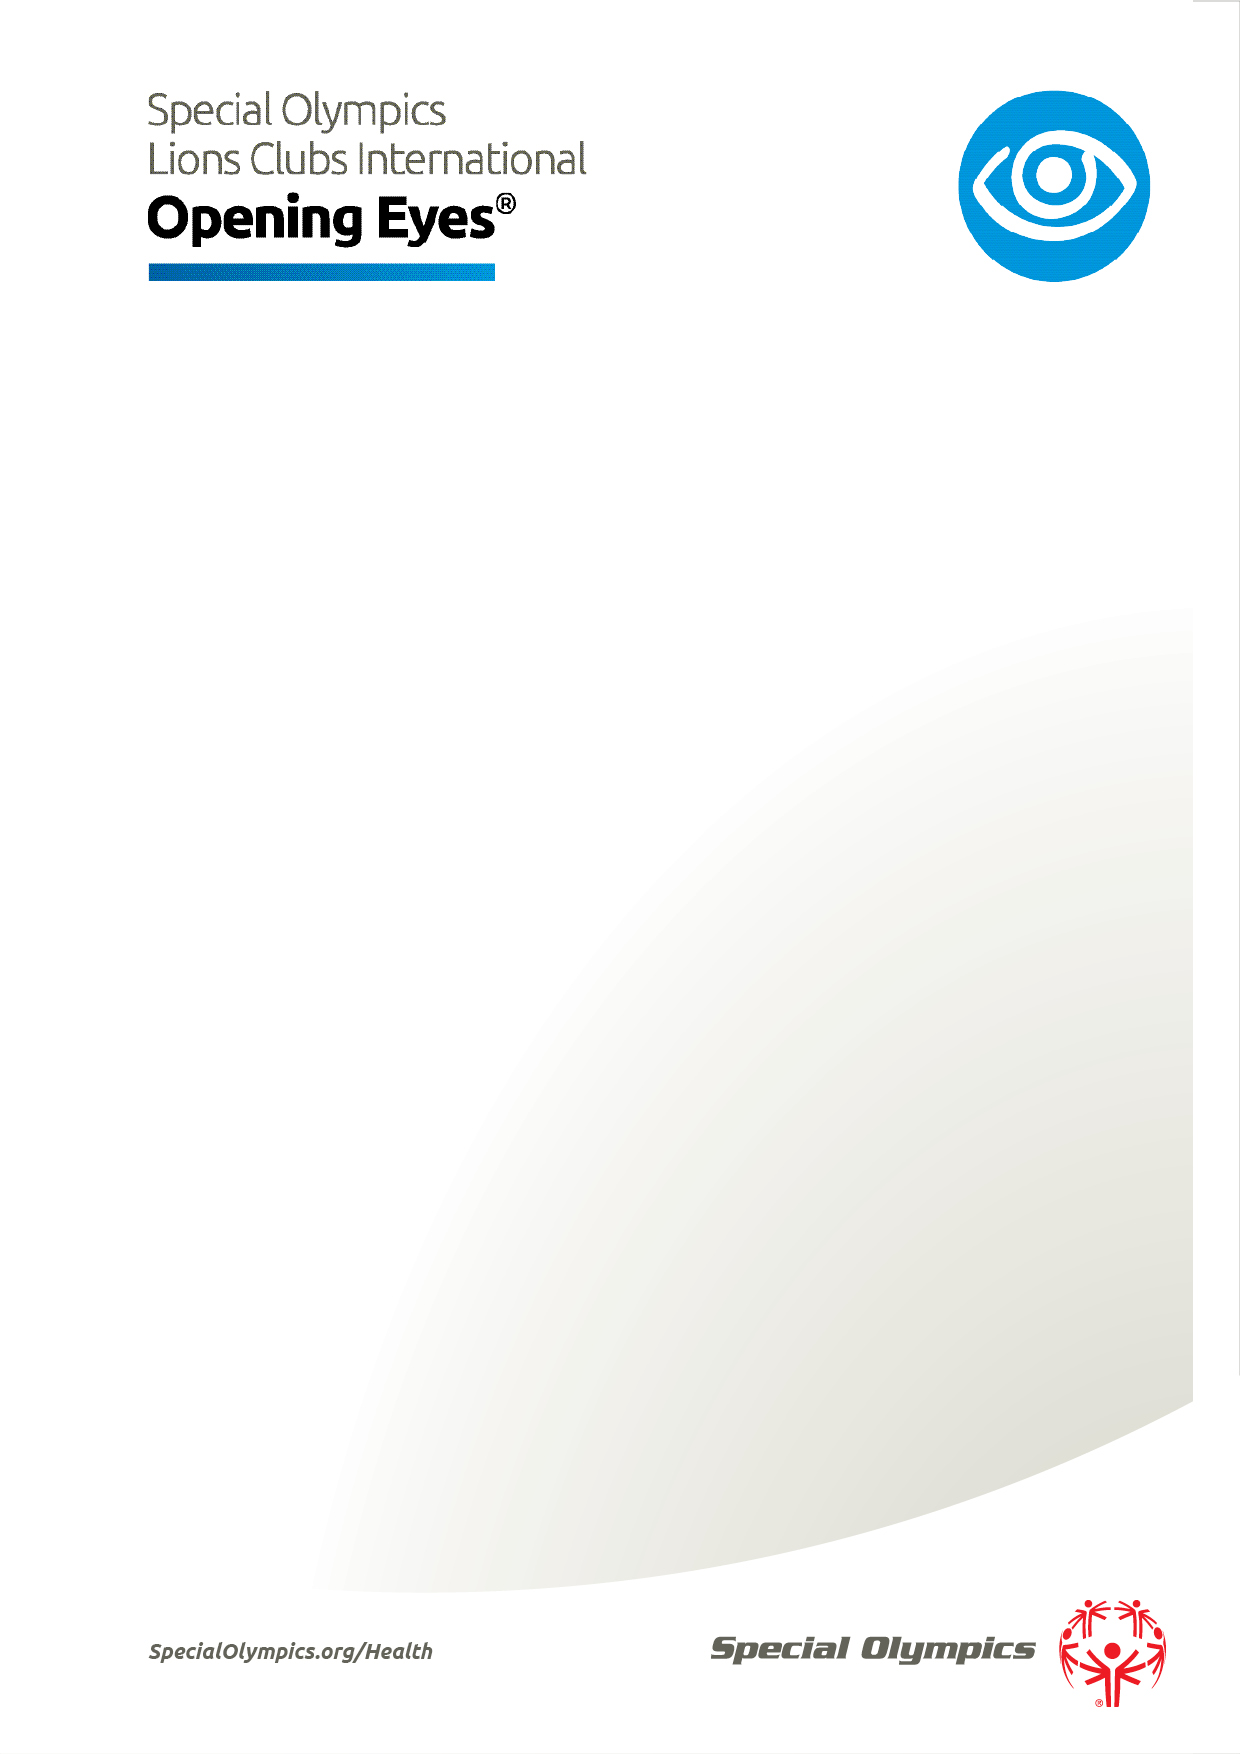 Special Olympics
Lions Clubs International
Opening Eyes®
SpecialOlympics.org/Health
Special Olympics
®